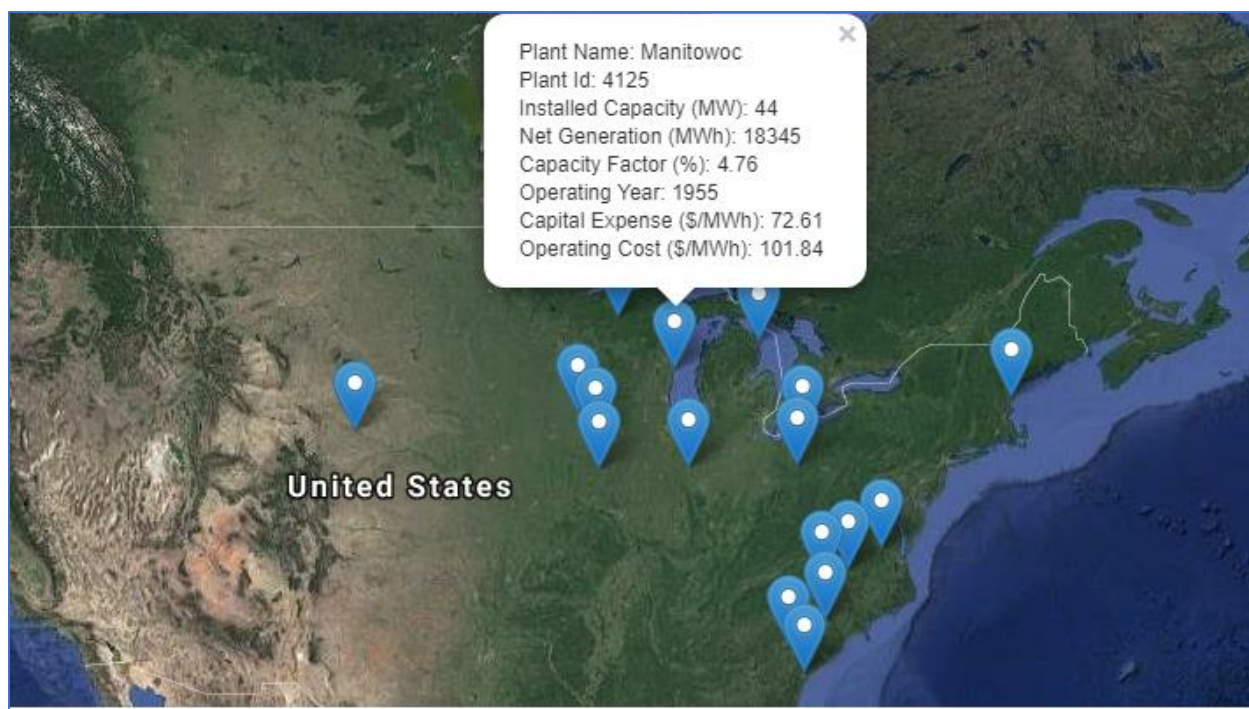 Plant Name: Manitowoc
Plant Id: 4125
Installed Capacity (MW): 44
Net Generation (MWh): 18345
Capacity Factor (%): 4.76
Operating Year: 1955
Capital Expense ($/MWh): 72.61
Operating Cost ($/MWh): 101.84
United States